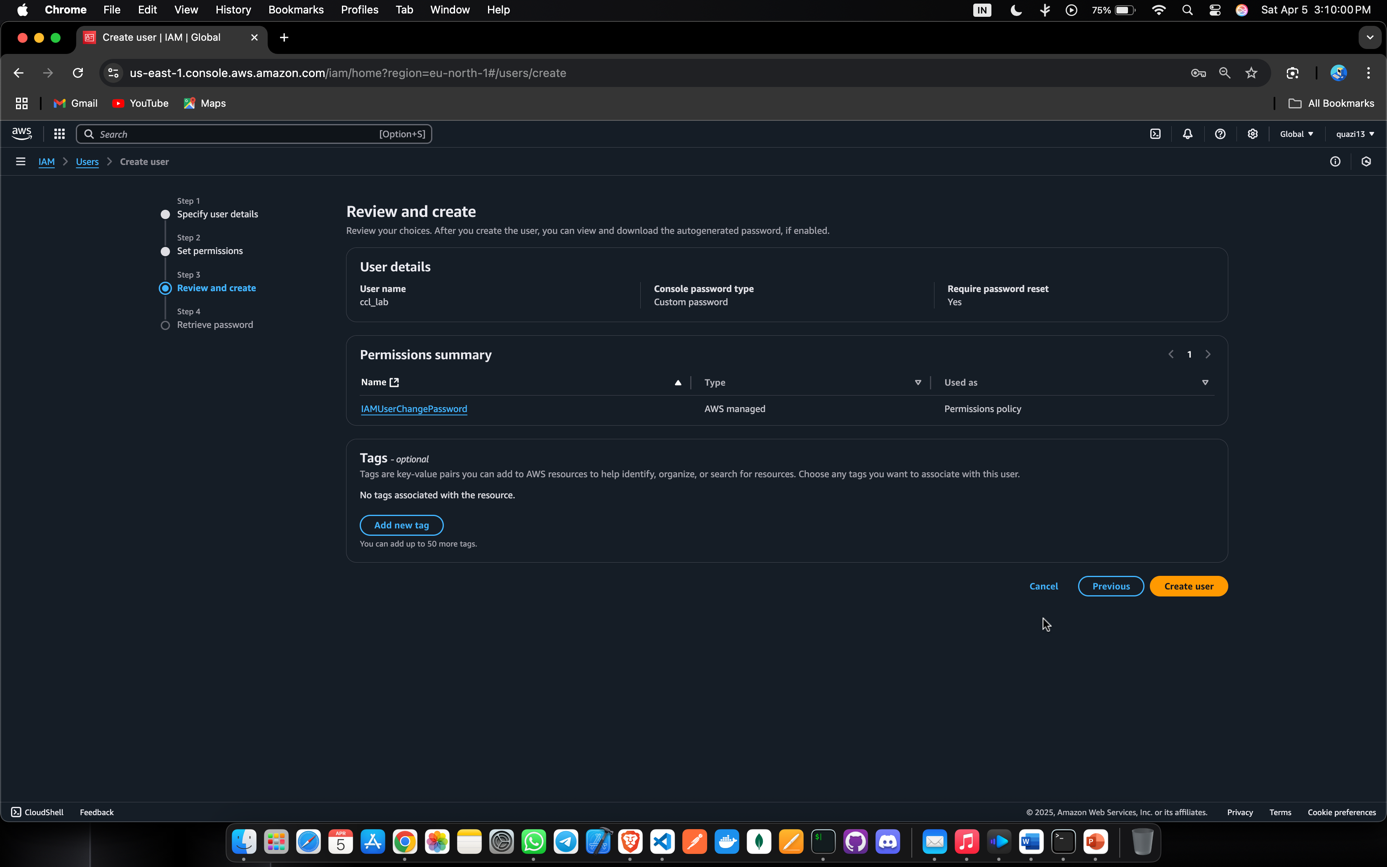 Chrome File Edit View History Bookmarks Profiles Tab Window Help IN 75% Sat Apr 5 3:10:00 PM
Create user | IAM | Global
us-east-1.console.aws.amazon.com/iam/home?region=eu-north-1#/users/create
Gmail YouTube Maps All Bookmarks
aws Search [Option+S] Global quazi13
IAM Users Create user
Step 1
Specify user details
Step 2
Set permissions
Step 3
Review and create
Step 4
Retrieve password
Review and create
Review your choices. After you create the user, you can view and download the autogenerated password, if enabled.
User details
User name Console password type Require password reset
ccl_lab Custom password Yes
Permissions summary 1
Name Type Used as
IAMUserChangePassword AWS managed Permissions policy
Tags - optional
Tags are key-value pairs you can add to AWS resources to help identify, organize, or search for resources. Choose any tags you want to associate with this user.
No tags associated with the resource.
Add new tag
You can add up to 50 more tags.
Cancel Previous Create user
CloudShell Feedback © 2025, Amazon Web Services, Inc. or its affiliates. Privacy Terms Cookie preferences
APR
5